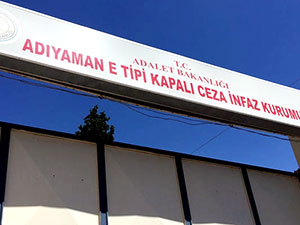 T.C.
ADALET BAKANLIĞI
ADIYAMAN E TİPİ KAPALI CEZA İNFAZ KURUMU